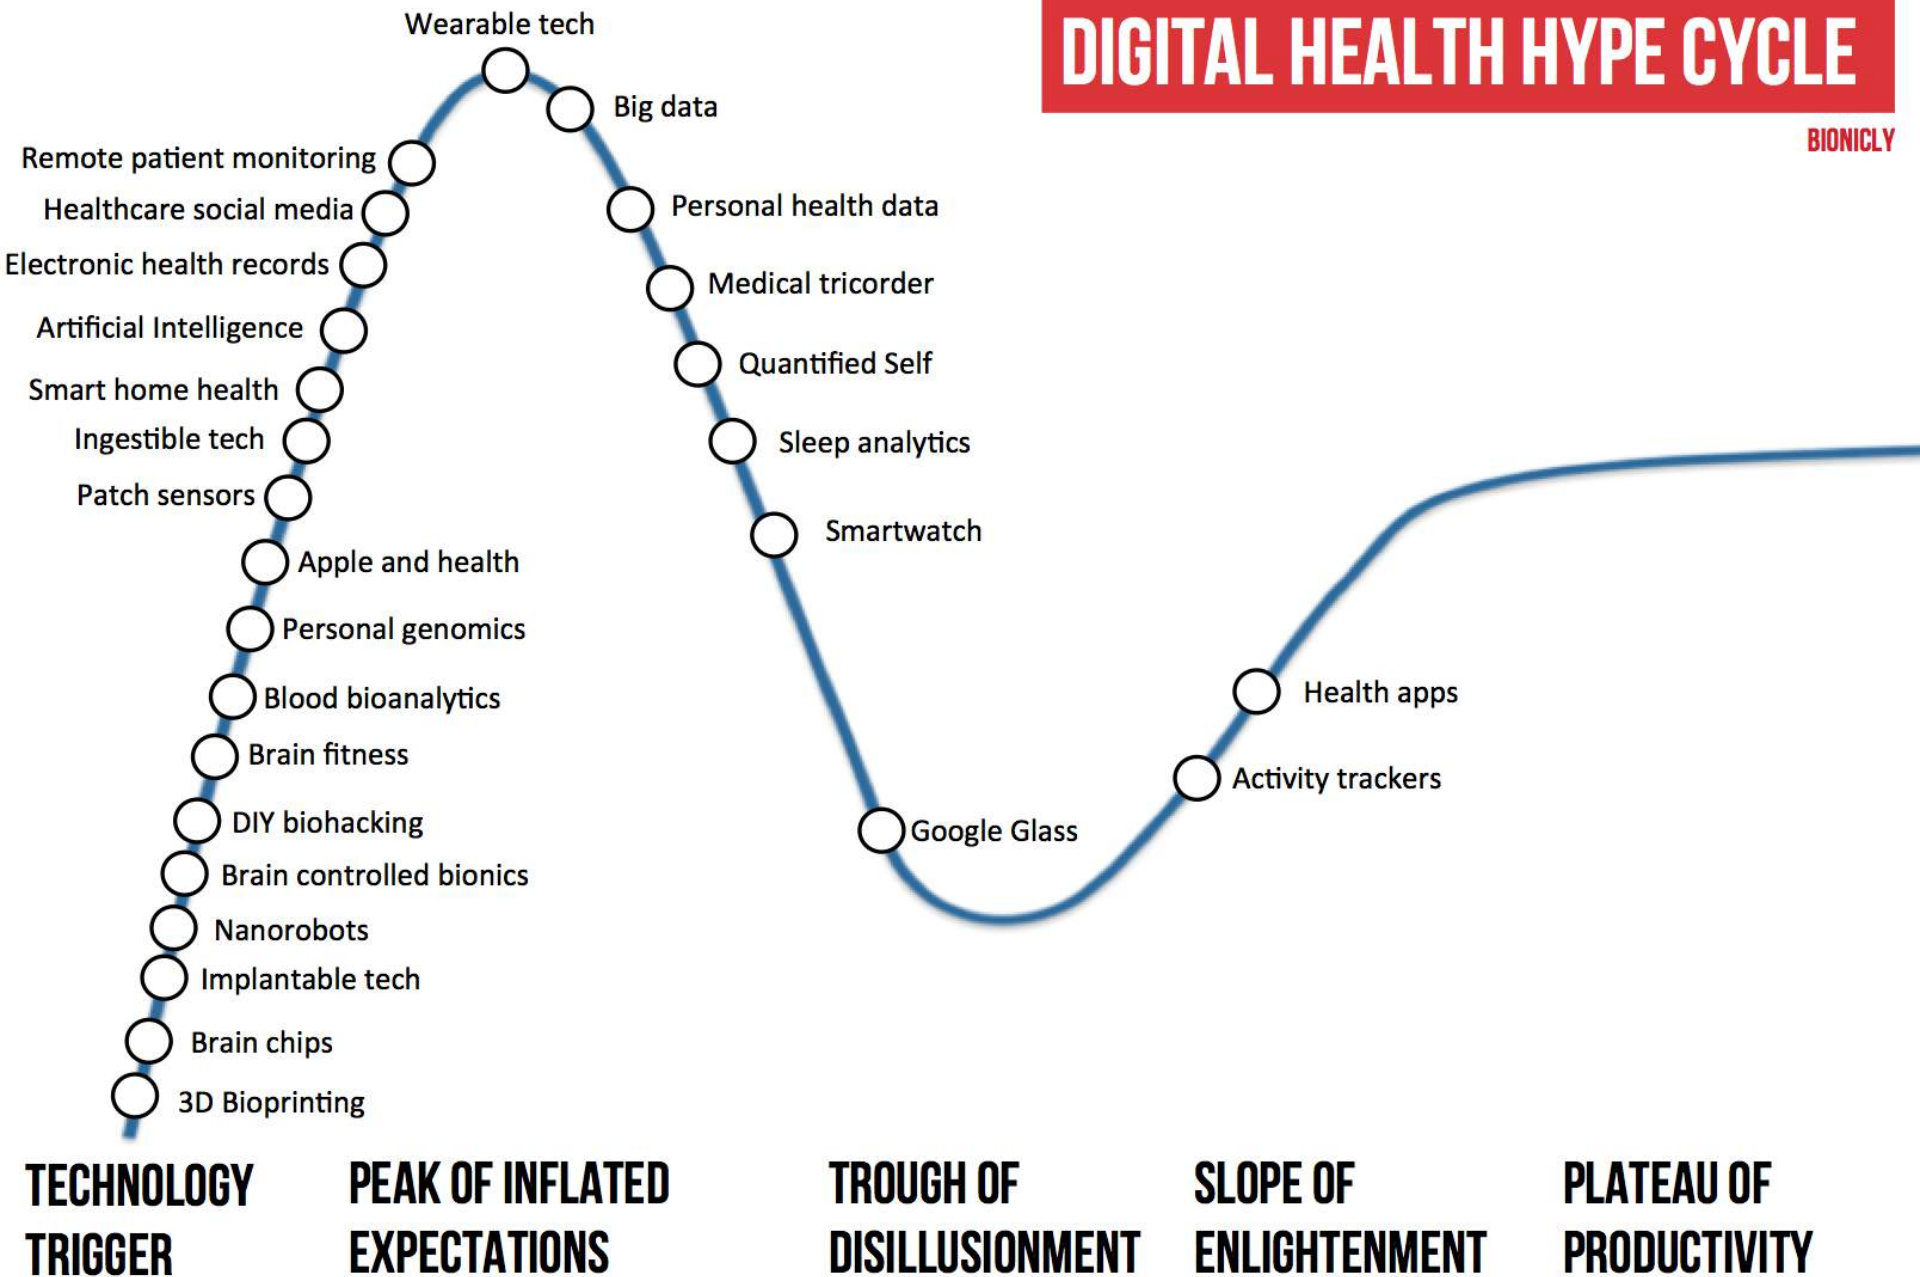 Wearable tech
DIGITAL HEALTH HYPE CYCLE
BIONICLY
Big data
Remote patient monitoring
Healthcare social media
Personal health data
Electronic health records
Medical tricorder
Artificial Intelligence
Quantified Self
Smart home health
Ingestible tech
Sleep analytics
Patch sensors
Smartwatch
Apple and health
Personal genomics
Blood bioanalytics
Health apps
Brain fitness
Activity trackers
DIY biohacking
Google Glass
Brain controlled bionics
Nanorobots
Implantable tech
Brain chips
3D Bioprinting
TECHNOLOGY
TRIGGER
PEAK OF INFLATED
EXPECTATIONS
TROUGH OF
DISILLUSIONMENT
SLOPE OF
ENLIGHTENMENT
PLATEAU OF
PRODUCTIVITY